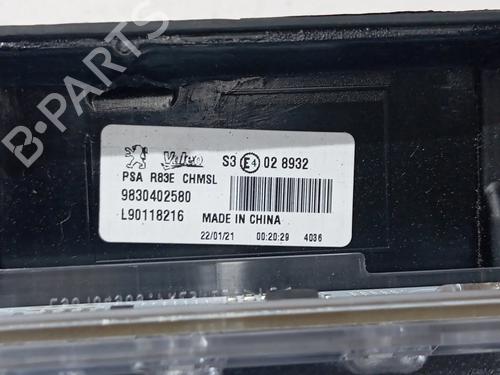 Valeo S3 E4 02 8932
PSA R83E CHMSL
9830402580
L90118216 MADE IN CHINA
22/01/21 00:20:29 4036
B-PARTS